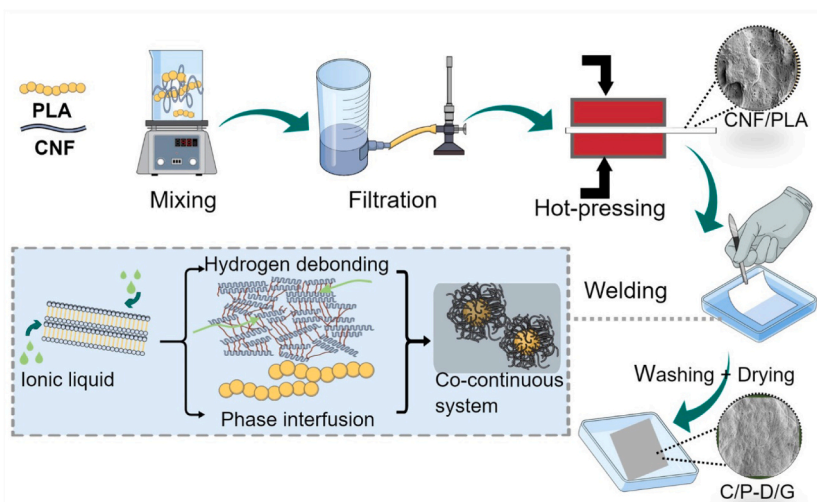 PLA
CNF
Mixing
Filtration
Hot-pressing
CNF/PLA
Welding
Hydrogen debonding
Ionic liquid
Phase interfusion
Co-continuous
system
Washing + Drying
C/P-D/G